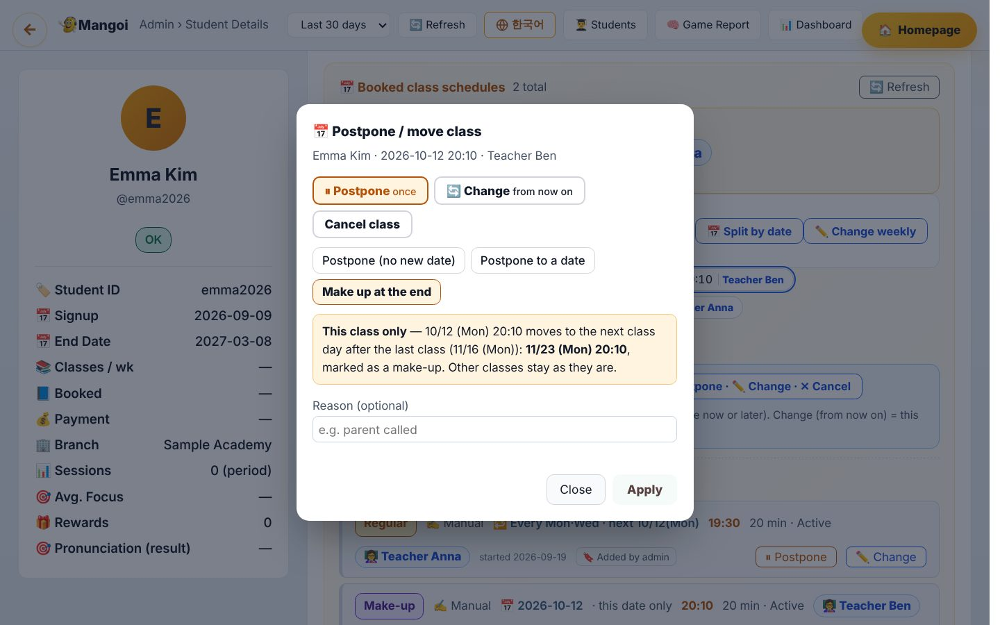 Mangoi
Admin › Student Details
Last 30 days
Refresh
한국어
Students
Game Report
Dashboard
Homepage
E
Emma Kim
@emma2026
OK
Student ID emma2026
Signup 2026-09-09
End Date 2027-03-08
Classes / wk —
Booked —
Payment —
Branch Sample Academy
Sessions 0 (period)
Avg. Focus —
Rewards 0
Pronunciation (result) —
Booked class schedules 2 total
Refresh
Split by date
Change weekly
:10 Teacher Ben
er Anna
pone · ✏️ Change · ✕ Cancel
e now or later). Change (from now on) = this
Postpone / move class
Emma Kim · 2026-10-12 20:10 · Teacher Ben
Postpone once
Change from now on
Cancel class
Postpone (no new date)
Postpone to a date
Make up at the end
This class only — 10/12 (Mon) 20:10 moves to the next class
day after the last class (11/16 (Mon)): 11/23 (Mon) 20:10,
marked as a make-up. Other classes stay as they are.
Reason (optional)
e.g. parent called
Close
Apply
Regular Manual Every Mon·Wed · next 10/12(Mon) 19:30 20 min · Active
Teacher Anna started 2026-09-19 Added by admin Postpone Change
Make-up Manual 2026-10-12 · this date only 20:10 20 min · Active Teacher Ben